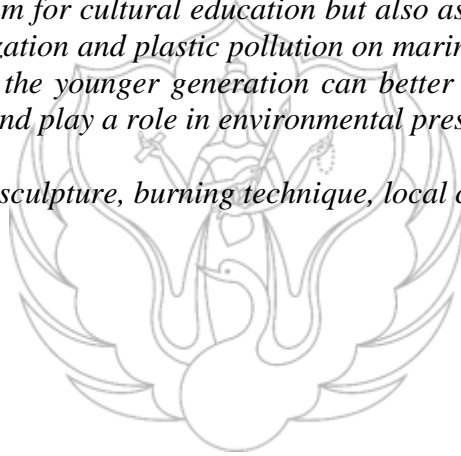 m for cultural education but also as
zation and plastic pollution on marin
the younger generation can better
nd play a role in environmental pres
sculpture, burning technique, local c